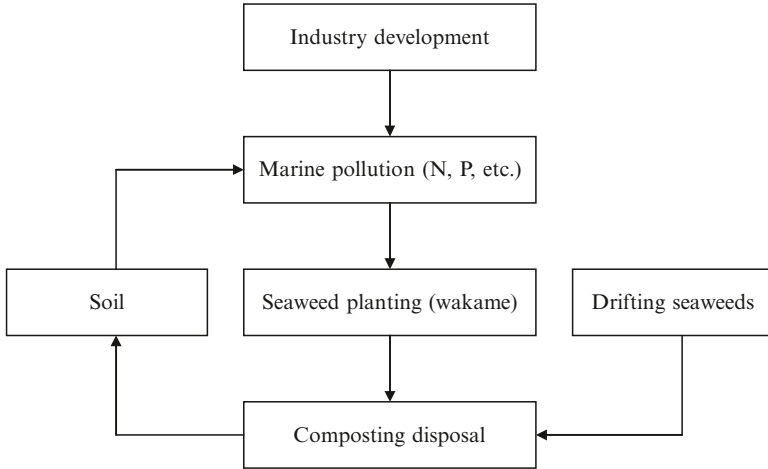 Industry development
Marine pollution (N, P, etc.)
Soil
Seaweed planting (wakame)
Drifting seaweeds
Composting disposal